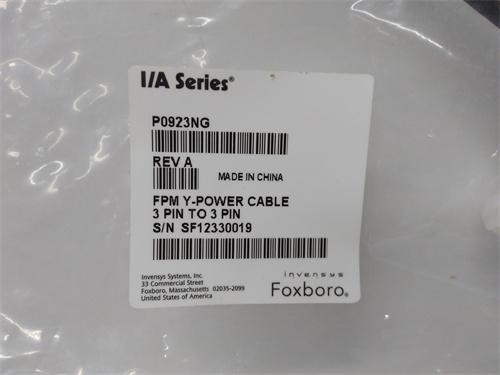 I/A Series®
P0923NG
REV A
MADE IN CHINA
FPM Y-POWER CABLE
3 PIN TO 3 PIN
S/N SF12330019
Invensys Systems, Inc.
33 Commercial Street
Foxboro, Massachusetts 02035-2099
United States of America
invensys
Foxboro®